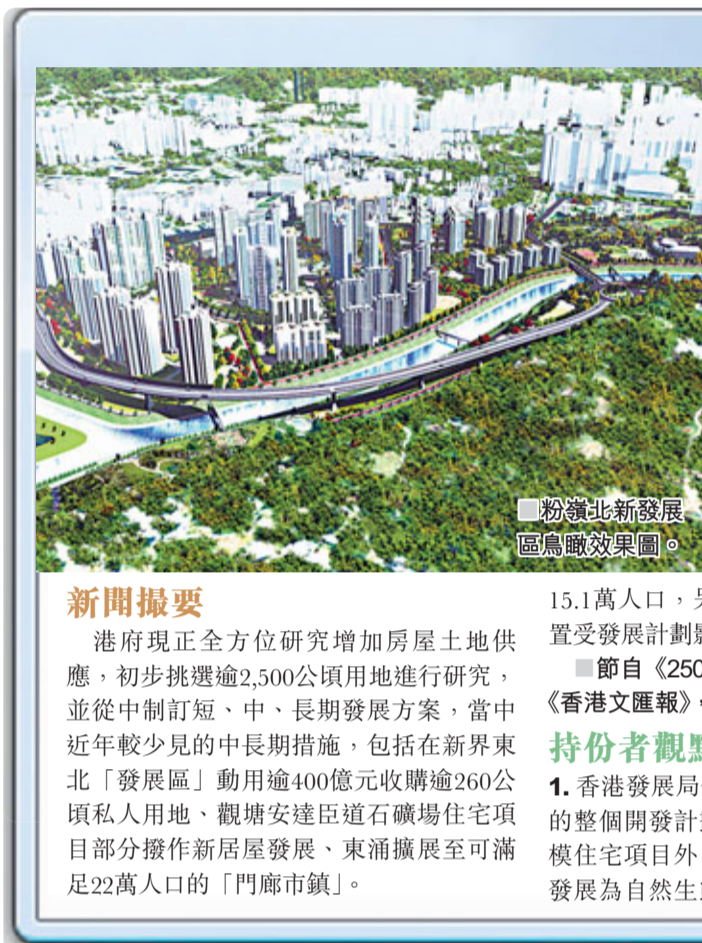 ■粉嶺北新發展
區鳥瞰效果圖。
新聞撮要
港府現正全方位研究增加房屋土地供
應，初步挑選逾2,500公頃用地進行研究，
並從中制訂短、中、長期發展方案，當中
近年較少見的中長期措施，包括在新界東
北「發展區」動用逾400億元收購逾260公
頃私人用地、觀塘安達臣道石礦場住宅項
目部分撥作新居屋發展、東涌擴展至可滿
足22萬人口的「門廊市鎮」。
15.1萬人口，
置受發展計劃
■節自《250
《香港文匯報》，
持份者觀點
1. 香港發展局
的整個開發計
模住宅項目外
發展為自然生